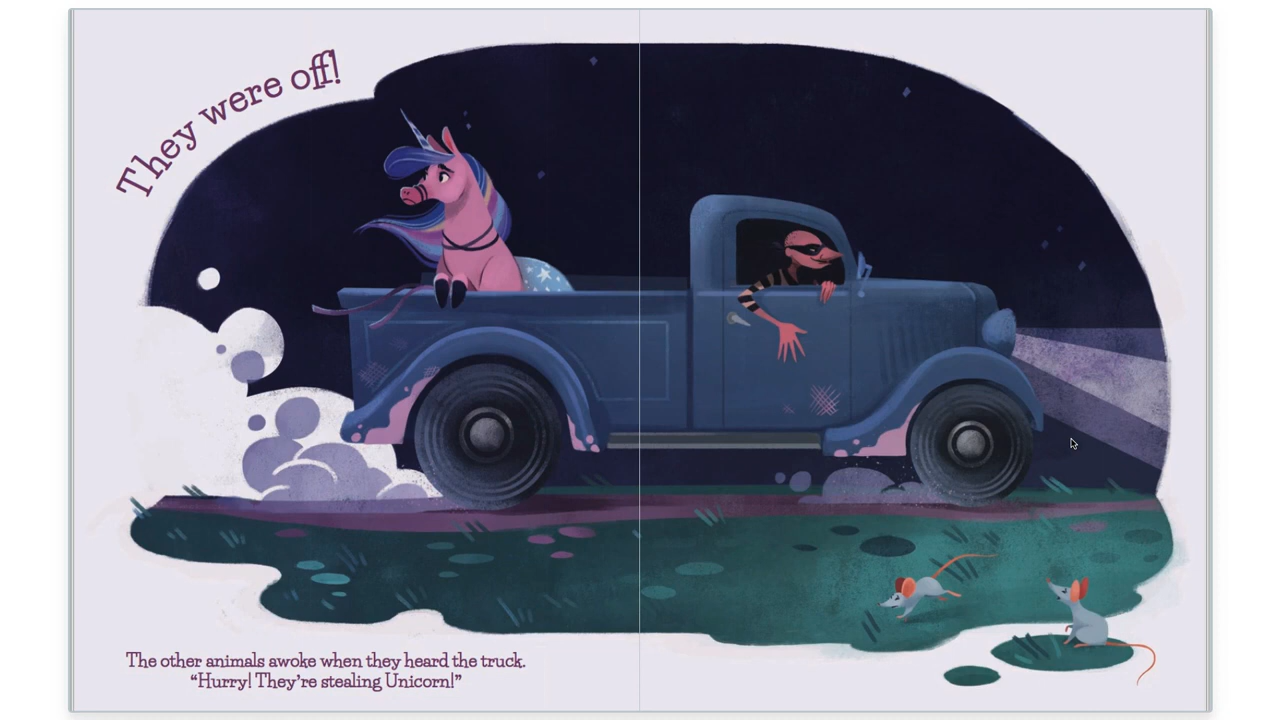 They were off!
The other animals awoke when they heard the truck.
“Hurry! They’re stealing Unicorn!”